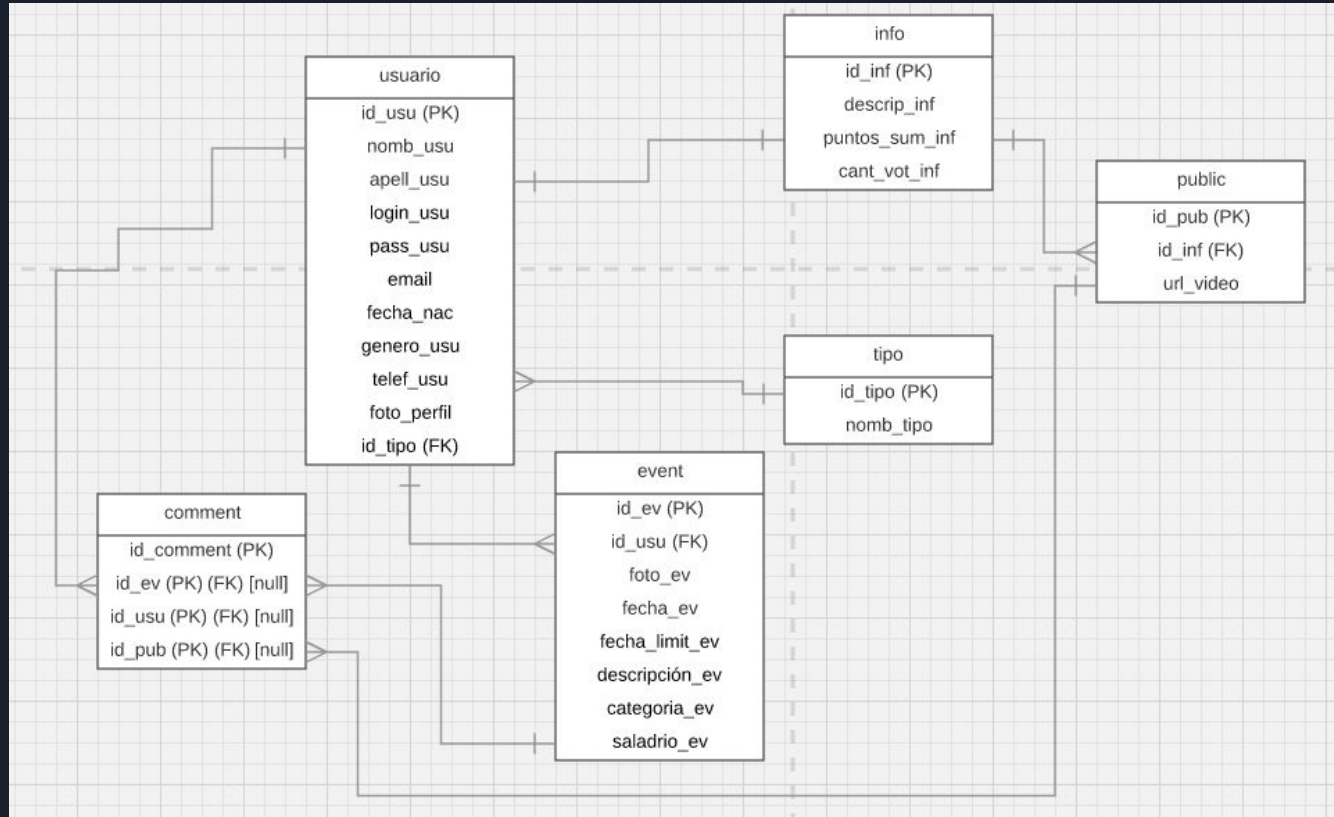 usuario
id_usu (PK)
nomb_usu
apell_usu
login_usu
pass_usu
email
fecha_nac
genero_usu
telef_usu
foto_perfil
id_tipo (FK)
info
id_inf (PK)
descrip_inf
puntos_sum_inf
cant_vot_inf
public
id_pub (PK)
id_inf (FK)
url_video
tipo
id_tipo (PK)
nomb_tipo
comment
id_comment (PK)
id_ev (PK) (FK) [null]
id_usu (PK) (FK) [null]
id_pub (PK) (FK) [null]
event
id_ev (PK)
id_usu (FK)
foto_ev
fecha_ev
fecha_limit_ev
descripción_ev
categoria_ev
saladrio_ev